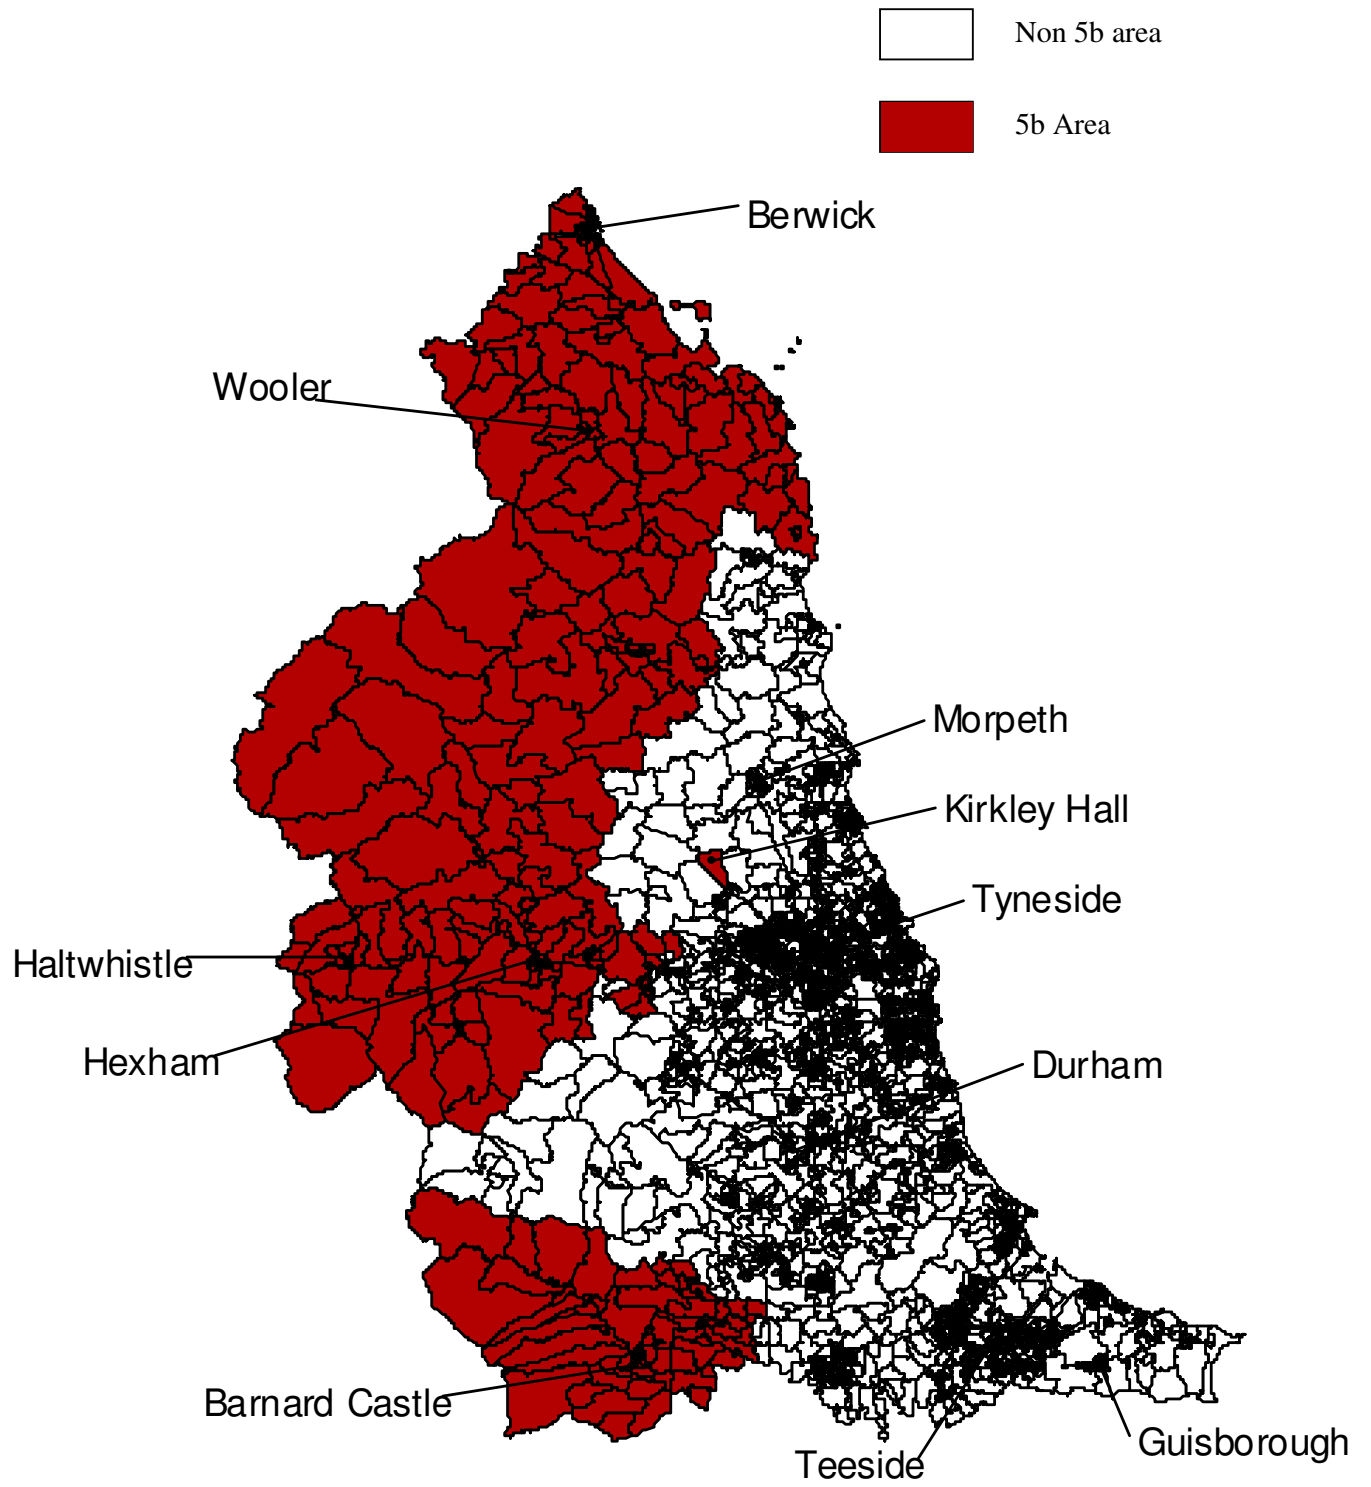 Non 5b area
5b Area
Berwick
Wooler
Morpeth
Kirkley Hall
Tyneside
Haltwhistle
Hexham
Durham
Barnard Castle
Guisborough
Teeside